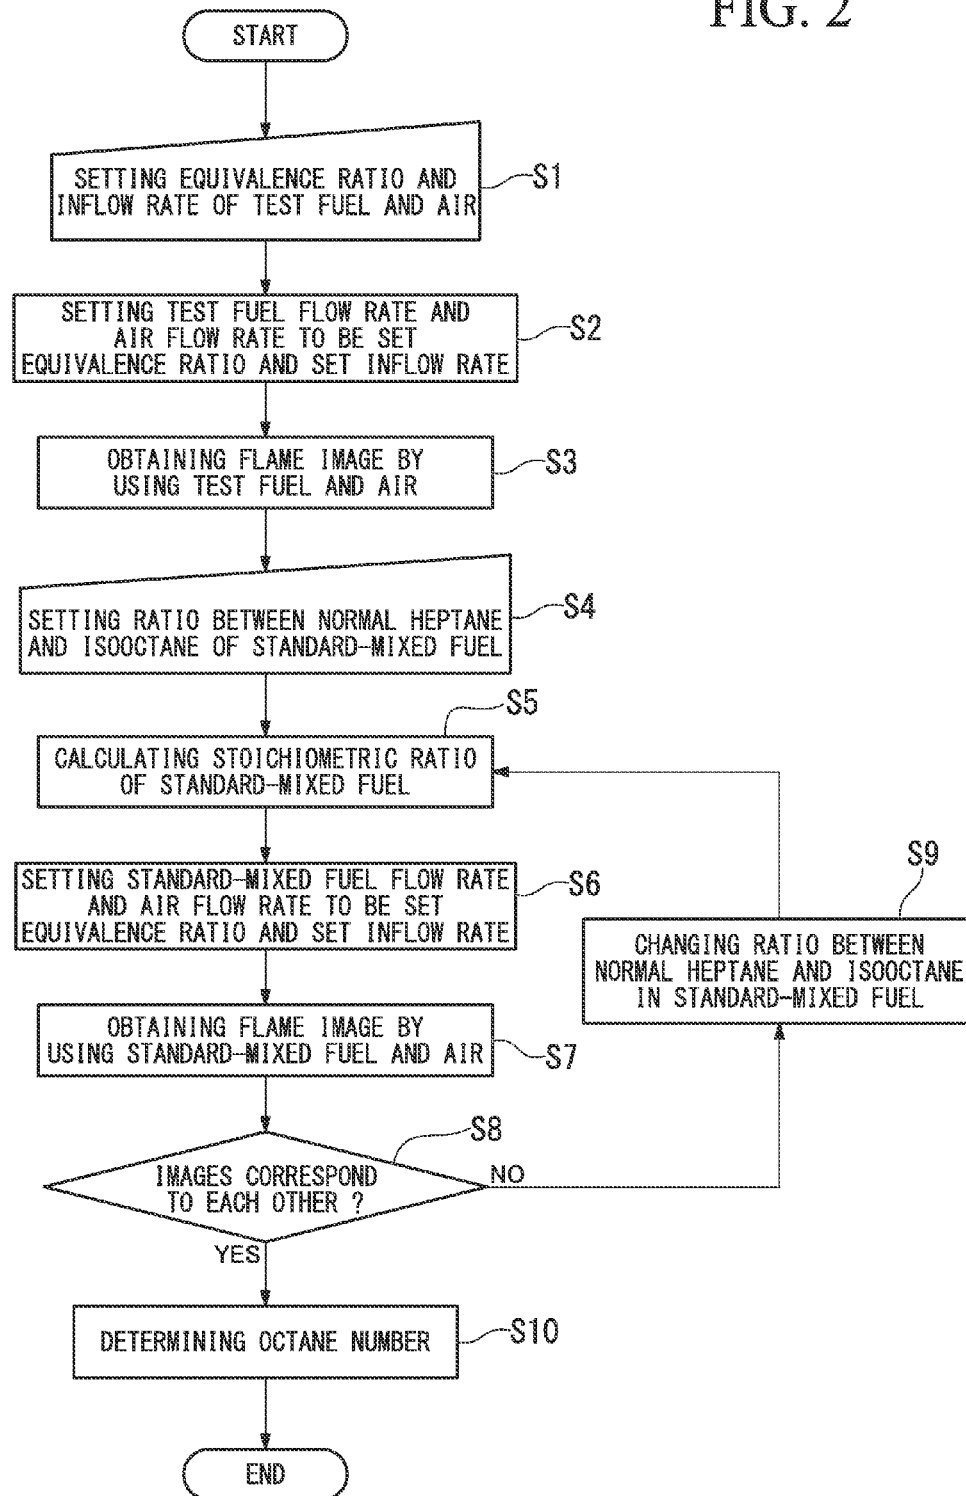 FIG. 2
START
SETTING EQUIVALENCE RATIO AND
INFLOW RATE OF TEST FUEL AND AIR
S1
SETTING TEST FUEL FLOW RATE AND
AIR FLOW RATE TO BE SET
EQUIVALENCE RATIO AND SET INFLOW RATE
S2
OBTAINING FLAME IMAGE BY
USING TEST FUEL AND AIR
S3
SETTING RATIO BETWEEN NORMAL HEPTANE
AND ISOOCTANE OF STANDARD-MIXED FUEL
S4
S5
CALCULATING STOICHIOMETRIC RATIO
OF STANDARD-MIXED FUEL
SETTING STANDARD-MIXED FUEL FLOW RATE
AND AIR FLOW RATE TO BE SET
EQUIVALENCE RATIO AND SET INFLOW RATE
S6
S9
CHANGING RATIO BETWEEN
NORMAL HEPTANE AND ISOOCTANE
IN STANDARD-MIXED FUEL
OBTAINING FLAME IMAGE BY
USING STANDARD-MIXED FUEL AND AIR
S7
S8
IMAGES CORRESPOND
TO EACH OTHER ?
NO
YES
DETERMINING OCTANE NUMBER
S10
END